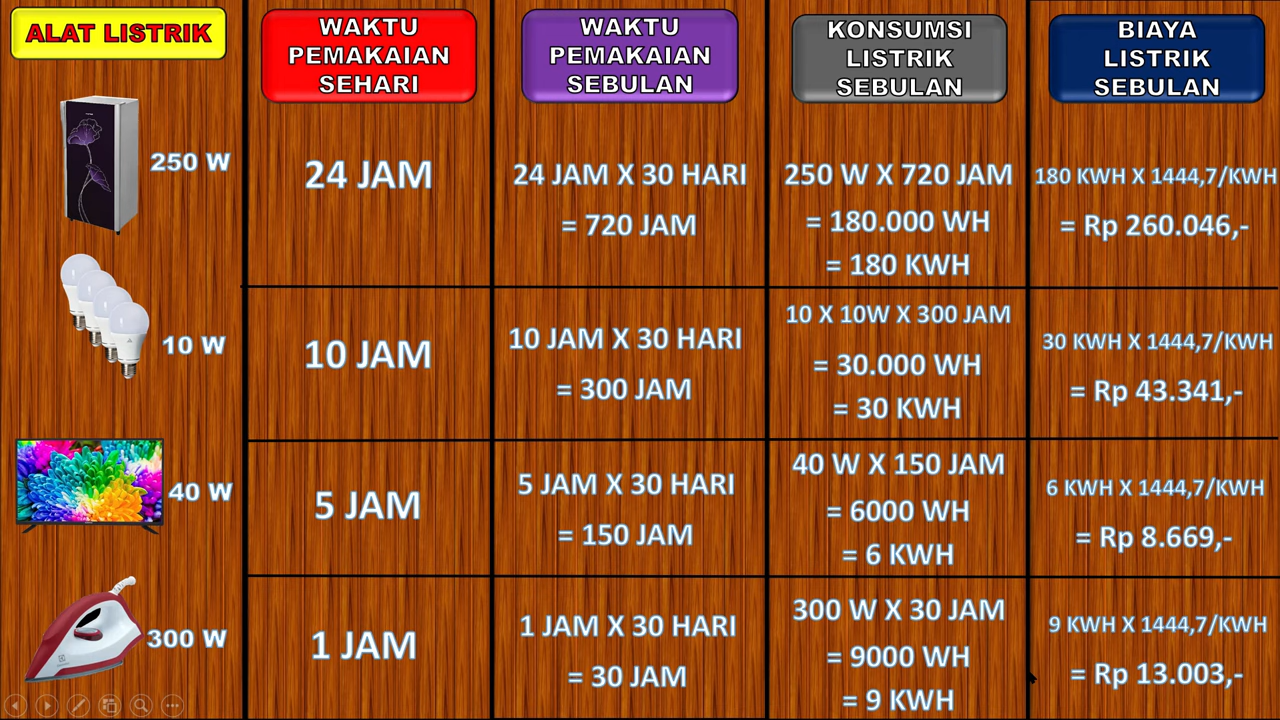 ALAT LISTRIK
WAKTU
PEMAKAIAN
SEHARI
WAKTU
PEMAKAIAN
SEBULAN
KONSUMSI
LISTRIK
SEBULAN
BIAYA
LISTRIK
SEBULAN
250 W
24 JAM
24 JAM X 30 HARI
= 720 JAM
250 W X 720 JAM
= 180.000 WH
= 180 KWH
180 KWH X 1444,7/KWH
= Rp 260.046,-
10 W
10 JAM
10 JAM X 30 HARI
= 300 JAM
10 X 10W X 300 JAM
= 30.000 WH
= 30 KWH
30 KWH X 1444,7/KWH
= Rp 43.341,-
40 W
5 JAM
5 JAM X 30 HARI
= 150 JAM
40 W X 150 JAM
= 6000 WH
= 6 KWH
6 KWH X 1444,7/KWH
= Rp 8.669,-
300 W
1 JAM
1 JAM X 30 HARI
= 30 JAM
300 W X 30 JAM
= 9000 WH
= 9 KWH
9 KWH X 1444,7/KWH
= Rp 13.003,-